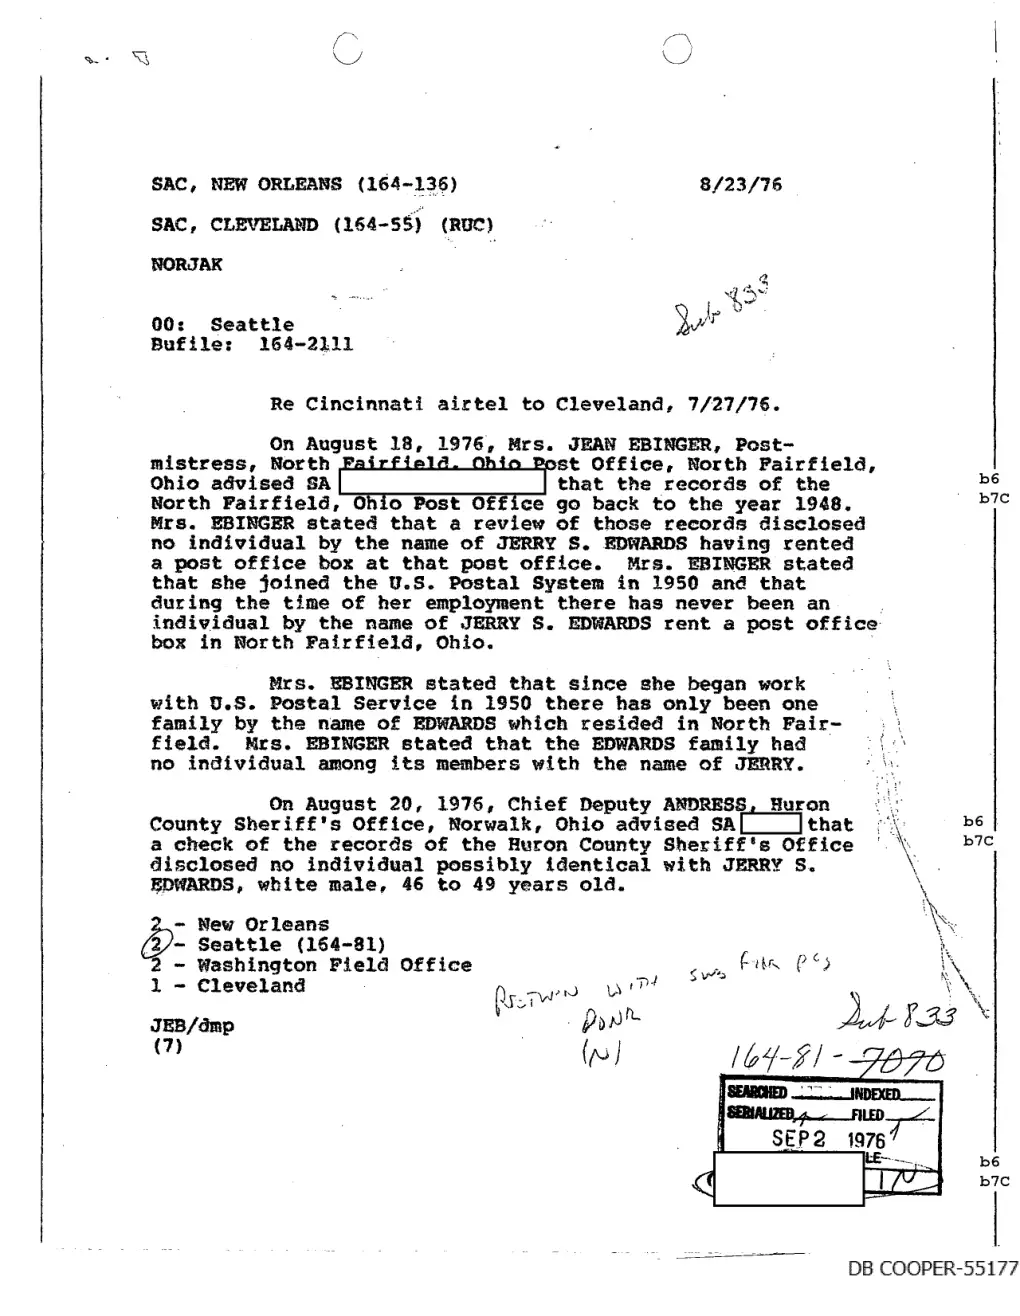 SAC, NEW ORLEANS (164-136) 8/23/76
SAC, CLEVELAND (164-55) (RUC)
NORJAK
Sub 833
OO: Seattle
Bufile: 164-2111
Re Cincinnati airtel to Cleveland, 7/27/76.
On August 18, 1976, Mrs. JEAN EBINGER, Post-
mistress, North Fairfield, Ohio Post Office, North Fairfield,
Ohio advised SA that the records of the
North Fairfield, Ohio Post Office go back to the year 1948.
Mrs. EBINGER stated that a review of those records disclosed
no individual by the name of JERRY S. EDWARDS having rented
a post office box at that post office. Mrs. EBINGER stated
that she joined the U.S. Postal System in 1950 and that
during the time of her employment there has never been an
individual by the name of JERRY S. EDWARDS rent a post office
box in North Fairfield, Ohio.
b6
b7C
Mrs. EBINGER stated that since she began work
with U.S. Postal Service in 1950 there has only been one
family by the name of EDWARDS which resided in North Fair-
field. Mrs. EBINGER stated that the EDWARDS family had
no individual among its members with the name of JERRY.
On August 20, 1976, Chief Deputy ANDRESS, Huron
County Sheriff's Office, Norwalk, Ohio advised SA that
a check of the records of the Huron County Sheriff's Office
disclosed no individual possibly identical with JERRY S.
EDWARDS, white male, 46 to 49 years old.
b6
b7C
2 - New Orleans
2 - Seattle (164-81)
2 - Washington Field Office
1 - Cleveland
JEB/dmp
(7)
WITH
(N)
Sub 833
164-81-7090
SEARCHED INDEXED
SERIALIZED FILED
SEP 2 1976
LE
b6
b7C
DB COOPER-55177